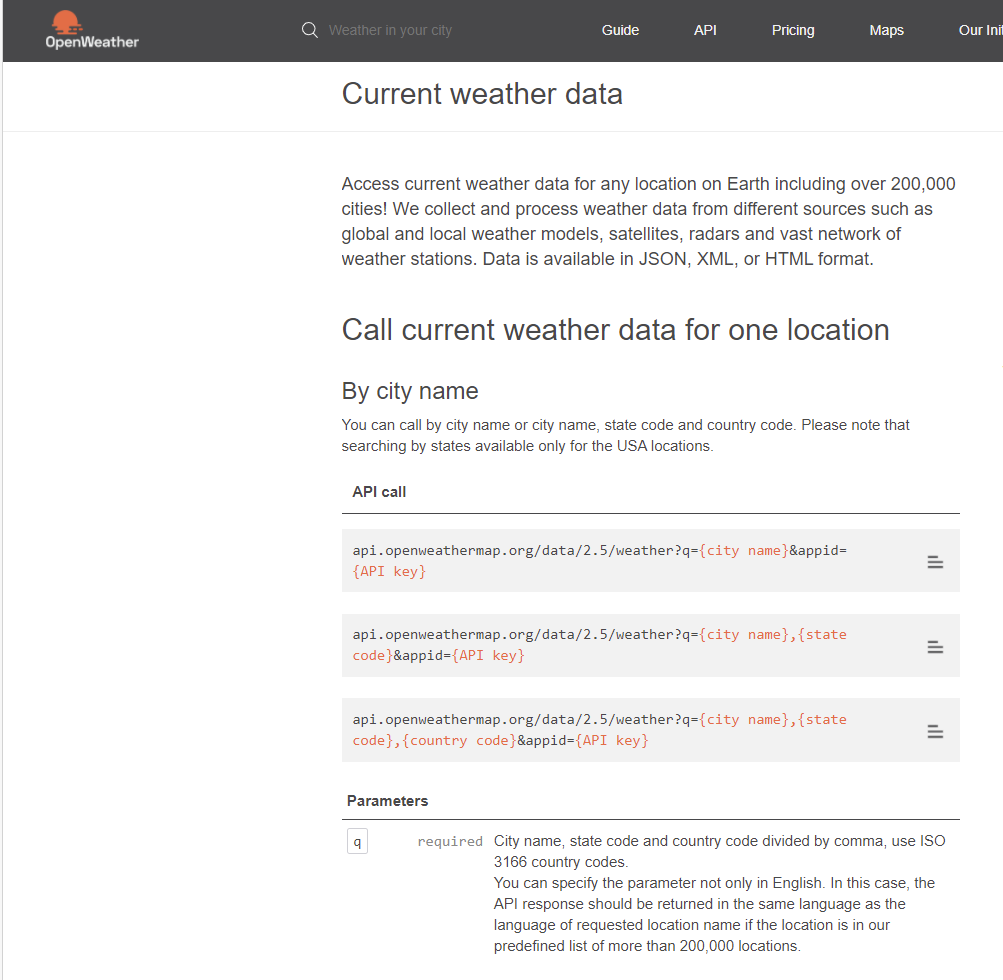 OpenWeather
Weather in your city
Guide
API
Pricing
Maps
Our Init
Current weather data
Access current weather data for any location on Earth including over 200,000
cities! We collect and process weather data from different sources such as
global and local weather models, satellites, radars and vast network of
weather stations. Data is available in JSON, XML, or HTML format.
Call current weather data for one location
By city name
You can call by city name or city name, state code and country code. Please note that
searching by states available only for the USA locations.
API call
api.openweathermap.org/data/2.5/weather?q={city name}&appid=
{API key}
api.openweathermap.org/data/2.5/weather?q={city name},{state
code}&appid={API key}
api.openweathermap.org/data/2.5/weather?q={city name},{state
code},{country code}&appid={API key}
Parameters
q required City name, state code and country code divided by comma, use ISO
3166 country codes.
You can specify the parameter not only in English. In this case, the
API response should be returned in the same language as the
language of requested location name if the location is in our
predefined list of more than 200,000 locations.